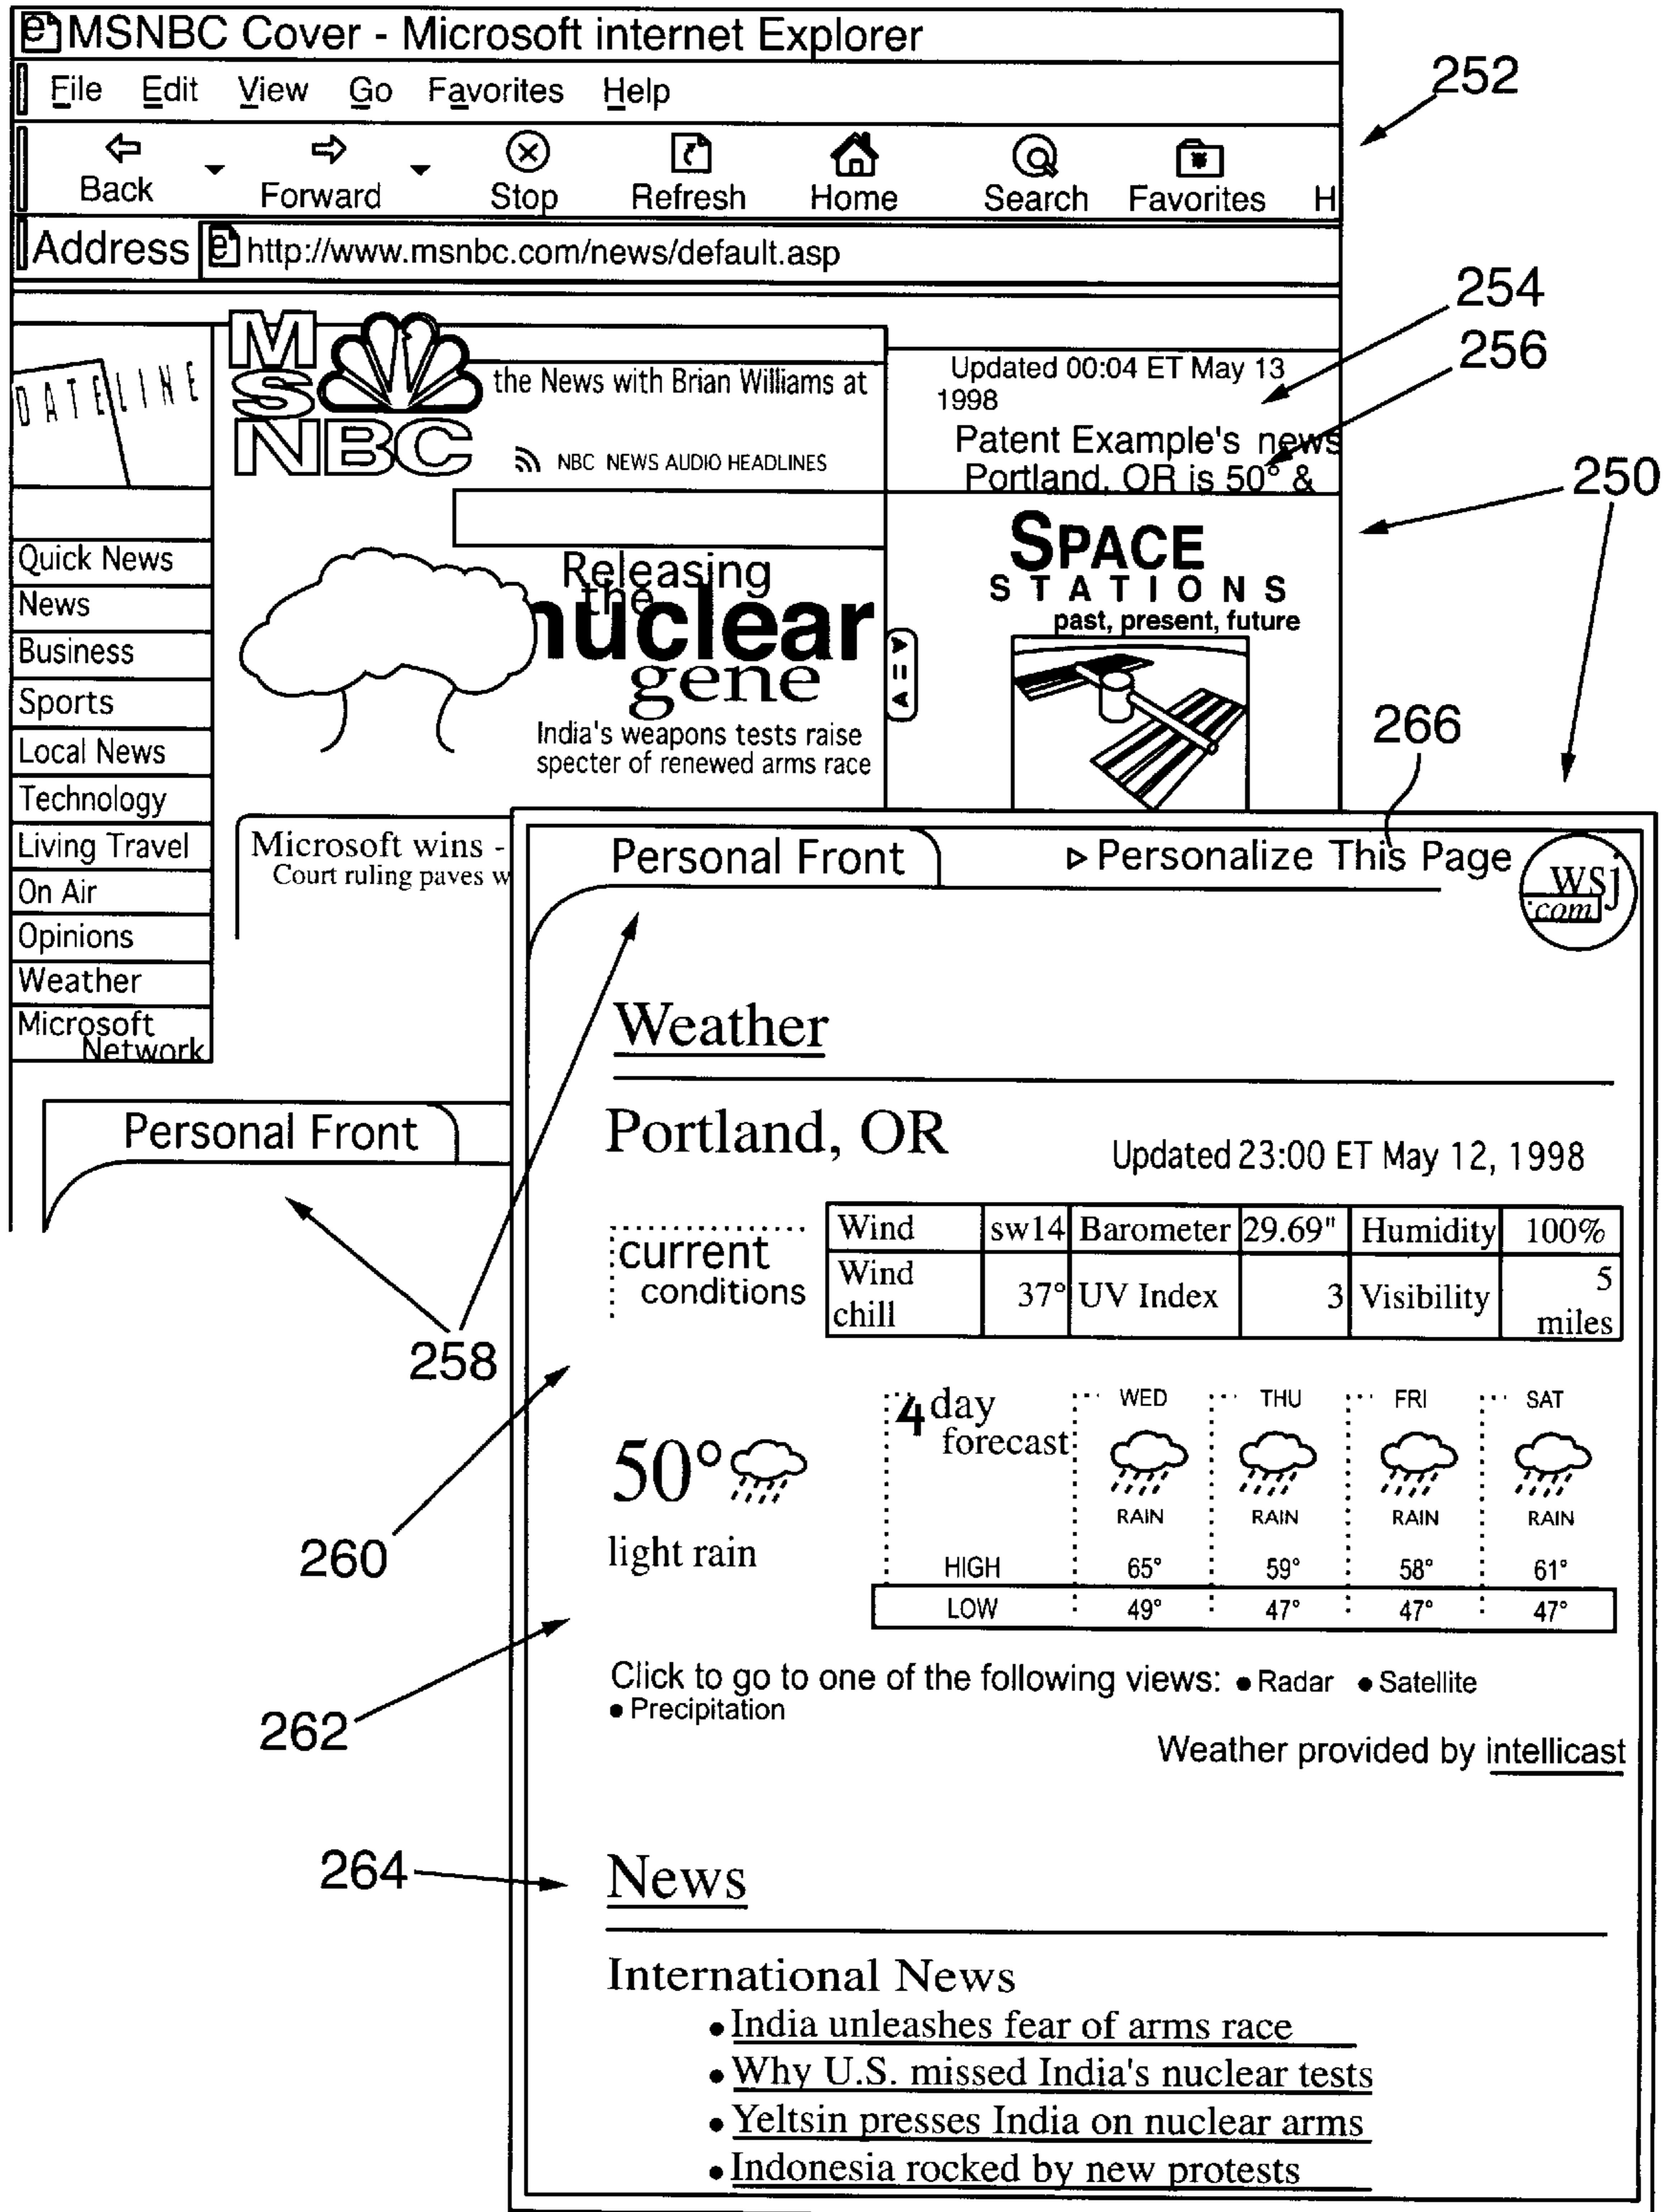 MSNBC Cover - Microsoft internet Explorer
File Edit View Go Favorites Help
252
Back Forward Stop Refresh Home Search Favorites H
Address http://www.msnbc.com/news/default.asp
254
256
DATELINE
MSNBC
the News with Brian Williams at
NBC NEWS AUDIO HEADLINES
Updated 00:04 ET May 13
1998
Patent Example's news
Portland, OR is 50° &
250
Quick News
News
Business
Sports
Local News
Technology
Living Travel
On Air
Opinions
Weather
Microsoft
Network
Releasing
the
nuclear
gene
India's weapons tests raise
specter of renewed arms race
SPACE
STATIONS
past, present, future
266
Microsoft wins -
Court ruling paves w
Personal Front
258
Personal Front
Personalize This Page
wsj
.com
Weather
Portland, OR
Updated 23:00 ET May 12, 1998
current
conditions
Wind sw14 Barometer 29.69" Humidity 100%
Wind chill 37° UV Index 3 Visibility 5 miles
260
50°
light rain
4 day
forecast
WED THU FRI SAT
RAIN RAIN RAIN RAIN
HIGH 65° 59° 58° 61°
LOW 49° 47° 47° 47°
262
Click to go to one of the following views: • Radar • Satellite
• Precipitation
Weather provided by intellicast
264
News
International News
• India unleashes fear of arms race
• Why U.S. missed India's nuclear tests
• Yeltsin presses India on nuclear arms
• Indonesia rocked by new protests